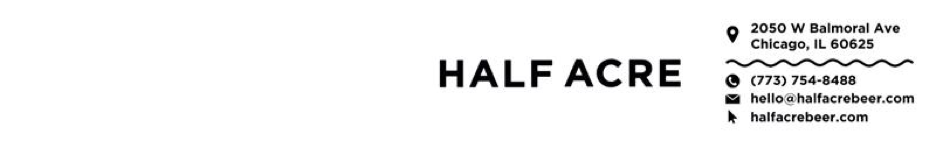 HALF ACRE
2050 W Balmoral Ave
Chicago, IL 60625
(773) 754-8488
hello@halfacrebeer.com
halfacrebeer.com